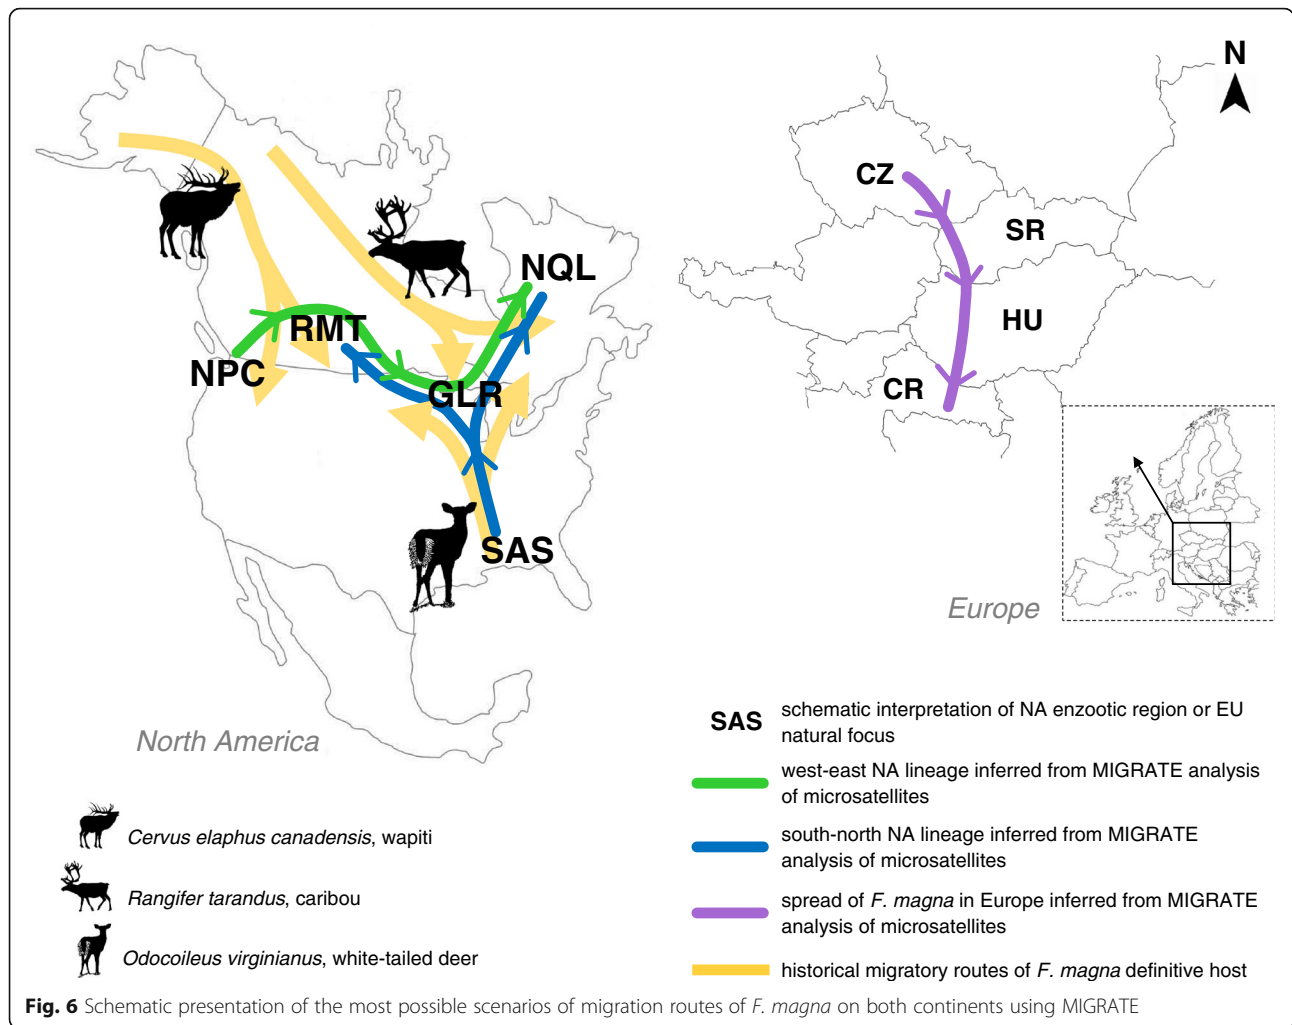 N
CZ
SR
HU
CR
NQL
RMT
NPC
GLR
SAS
Europe
North America
SAS schematic interpretation of NA enzootic region or EU
natural focus
west-east NA lineage inferred from MIGRATE analysis
of microsatellites
south-north NA lineage inferred from MIGRATE
analysis of microsatellites
spread of F. magna in Europe inferred from MIGRATE
analysis of microsatellites
historical migratory routes of F. magna definitive host
Cervus elaphus canadensis, wapiti
Rangifer tarandus, caribou
Odocoileus virginianus, white-tailed deer
Fig. 6 Schematic presentation of the most possible scenarios of migration routes of F. magna on both continents using MIGRATE